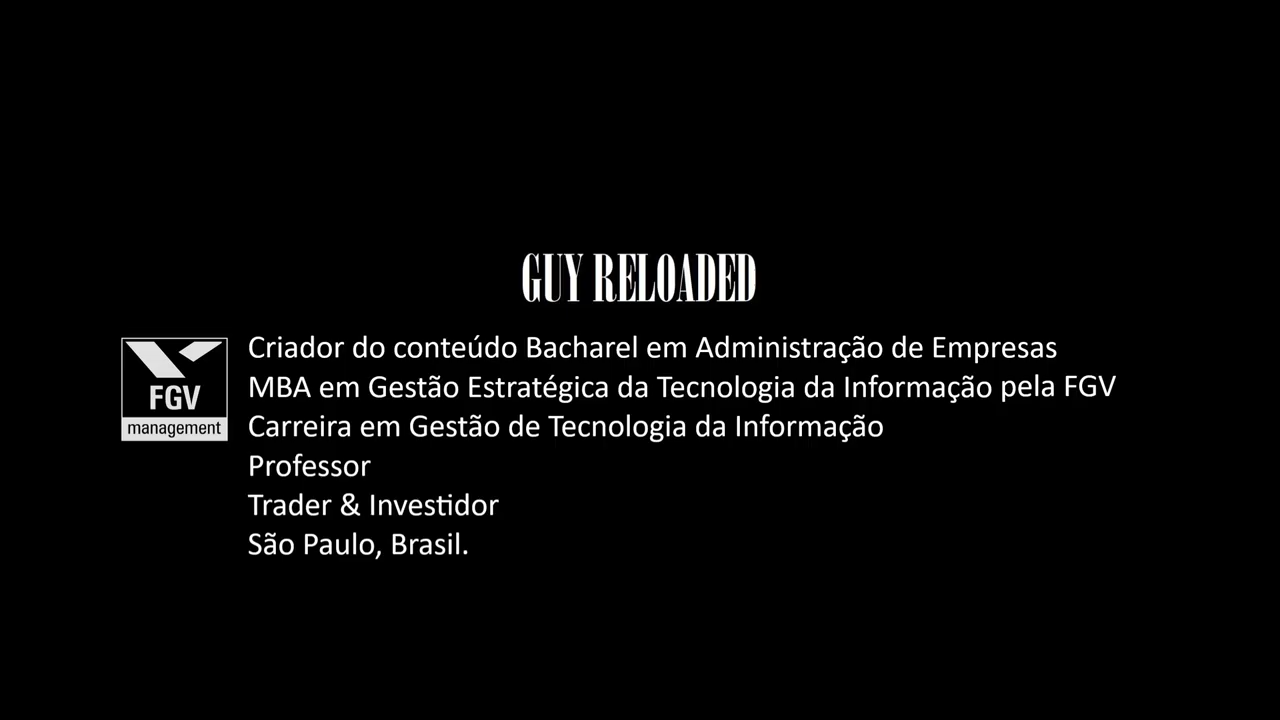 GUY RELOADED
Criador do conteúdo Bacharel em Administração de Empresas
MBA em Gestão Estratégica da Tecnologia da Informação pela FGV
Carreira em Gestão de Tecnologia da Informação
Professor
Trader & Investidor
São Paulo, Brasil.
FGV
management